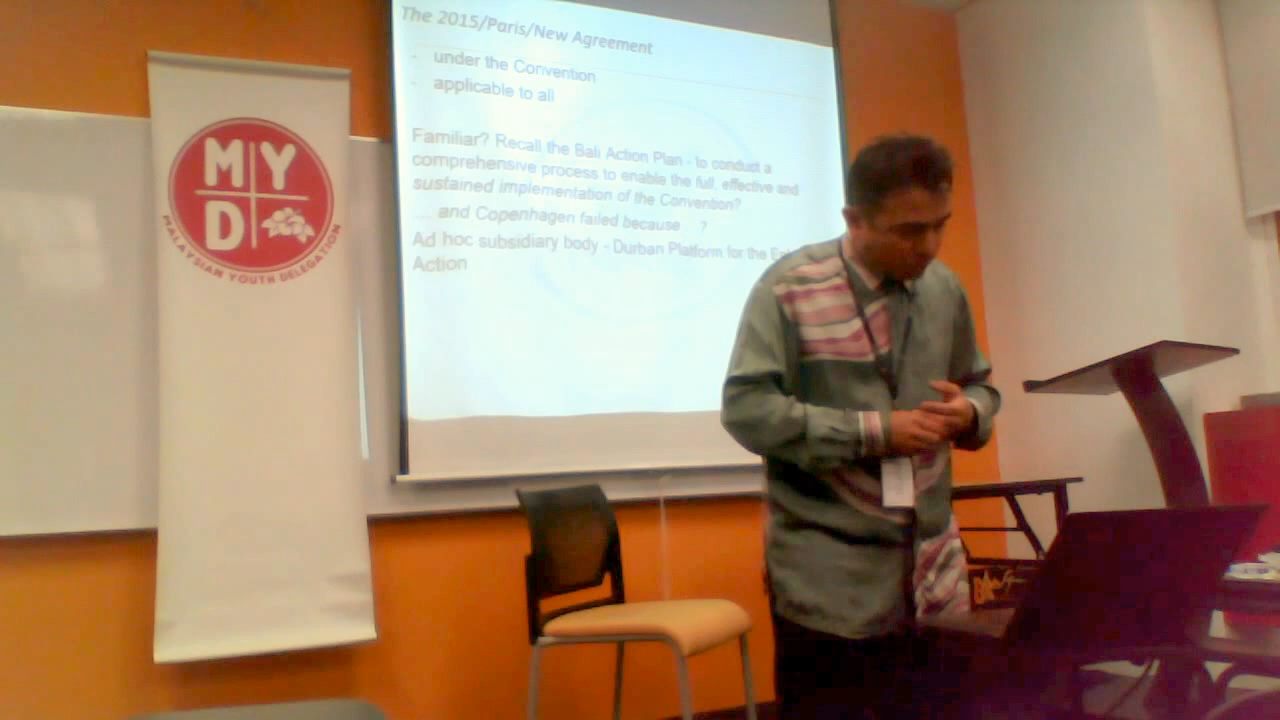 The 2015/Paris/New Agreement
- under the Convention
- applicable to all
Familiar? Recall the Bali Action Plan - to conduct a
comprehensive process to enable the full, effective and
sustained implementation of the Convention?
... and Copenhagen failed because ?
Ad hoc subsidiary body - Durban Platform for the
Action
M Y
D
MALAYSIAN YOUTH DELEGATION